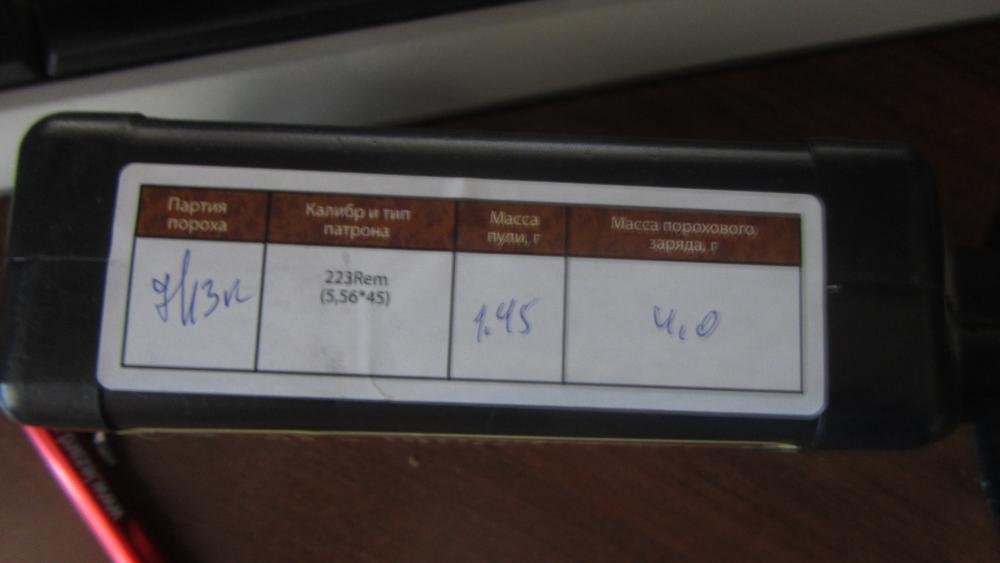 Партия
пороха
Калибр и тип
патрона
Масса
пули, г
Масса порохового
заряда, г
223Rem
(5,56*45)
1.45
4.0